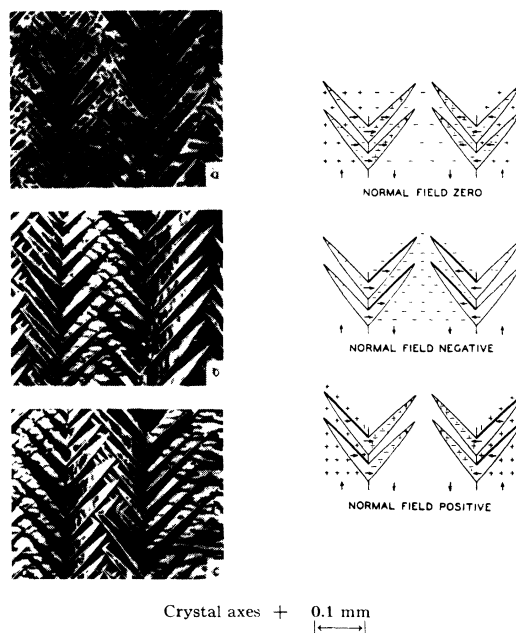 a
NORMAL FIELD ZERO
b
NORMAL FIELD NEGATIVE
c
NORMAL FIELD POSITIVE
Crystal axes + 0.1 mm